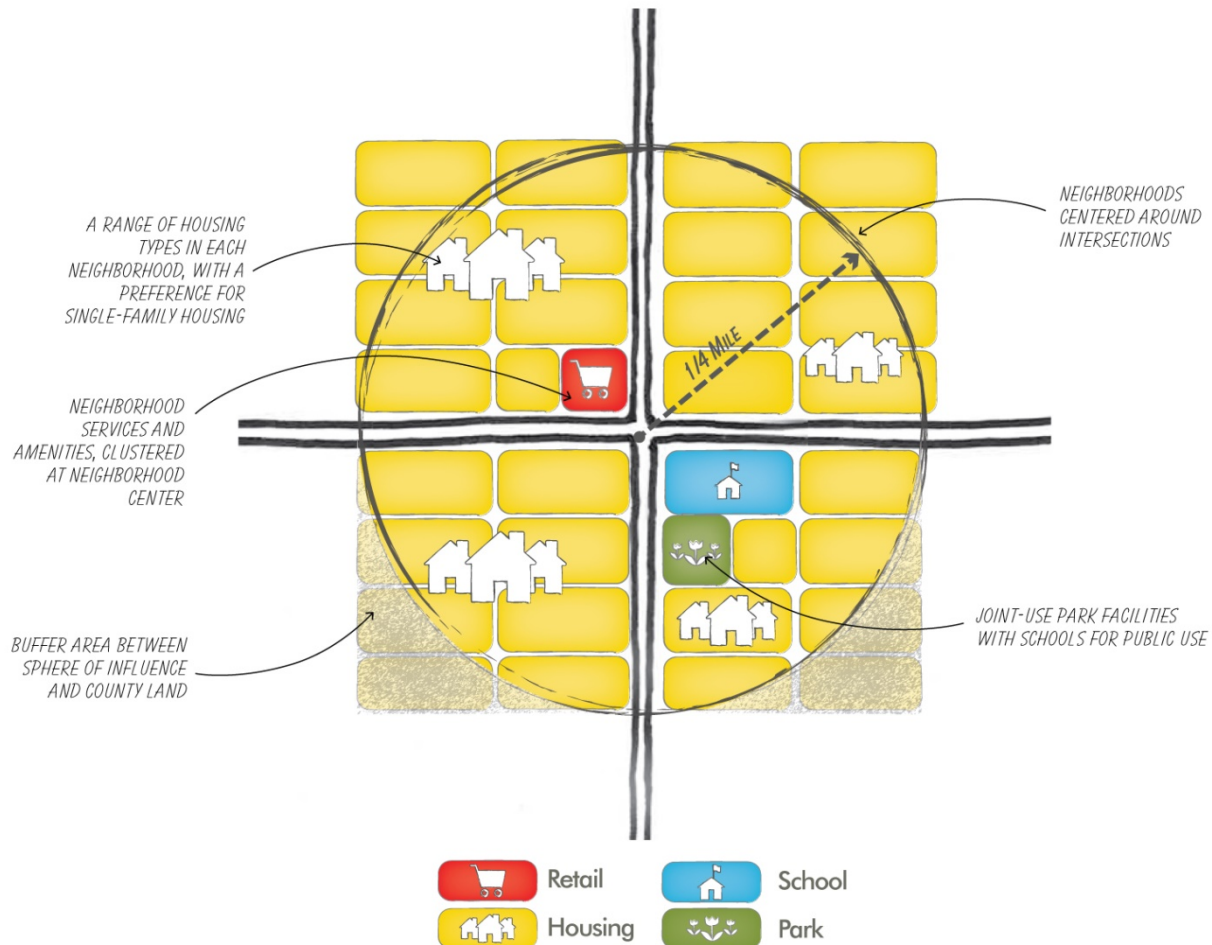 A RANGE OF HOUSING
TYPES IN EACH
NEIGHBORHOOD, WITH A
PREFERENCE FOR
SINGLE-FAMILY HOUSING
NEIGHBORHOODS
CENTERED AROUND
INTERSECTIONS
1/4 MILE
NEIGHBORHOOD
SERVICES AND
AMENITIES, CLUSTERED
AT NEIGHBORHOOD
CENTER
BUFFER AREA BETWEEN
SPHERE OF INFLUENCE
AND COUNTY LAND
JOINT-USE PARK FACILITIES
WITH SCHOOLS FOR PUBLIC USE
Retail
School
Housing
Park